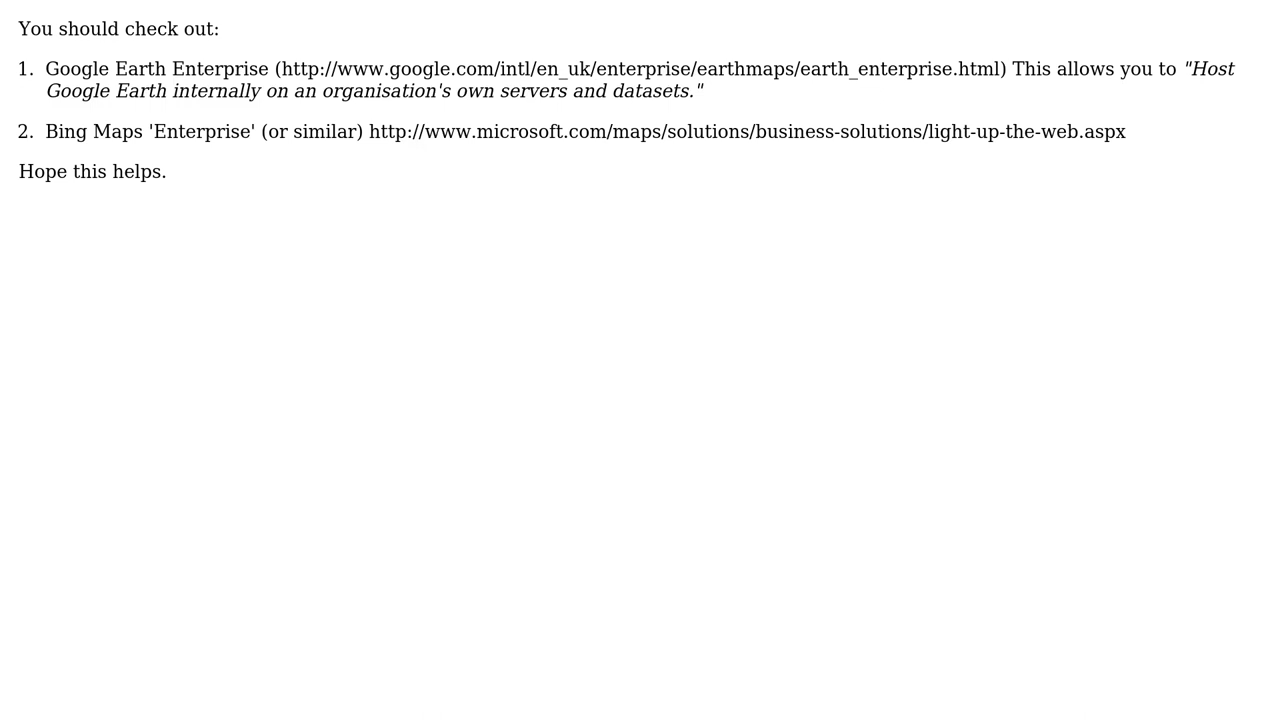 You should check out:
1. Google Earth Enterprise (http://www.google.com/intl/en_uk/enterprise/earthmaps/earth_enterprise.html) This allows you to "Host
Google Earth internally on an organisation's own servers and datasets."
2. Bing Maps 'Enterprise' (or similar) http://www.microsoft.com/maps/solutions/business-solutions/light-up-the-web.aspx
Hope this helps.